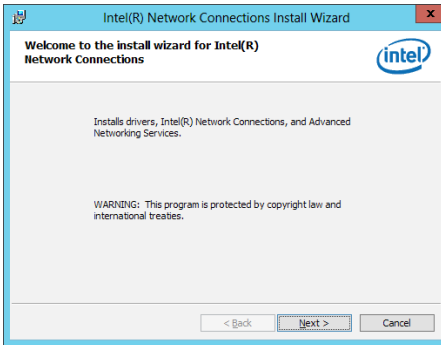 Intel(R) Network Connections Install Wizard
x
Welcome to the install wizard for Intel(R)
Network Connections
intel
Installs drivers, Intel(R) Network Connections, and Advanced
Networking Services.
WARNING: This program is protected by copyright law and
international treaties.
< Back
Next >
Cancel